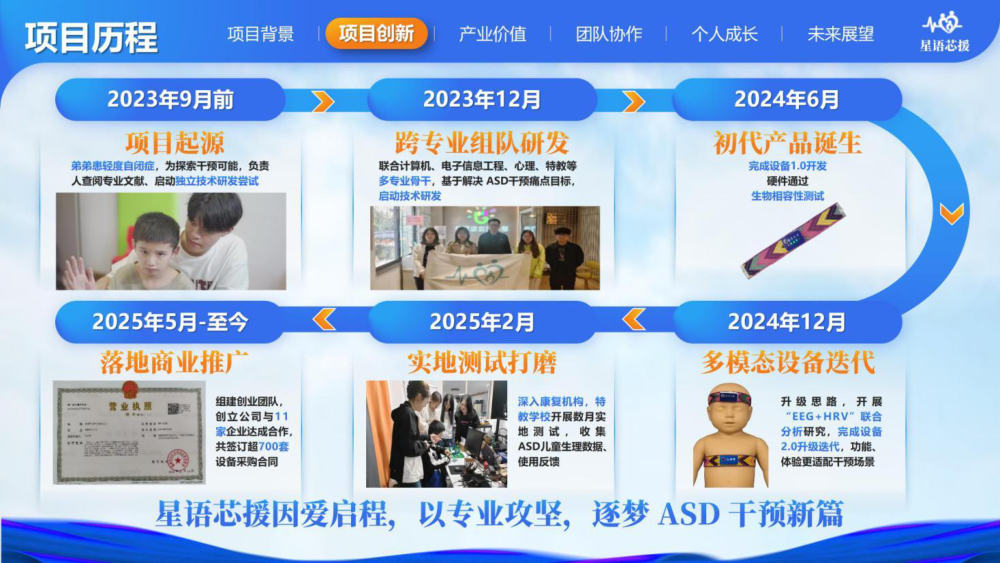 项目历程
项目背景
项目创新
产业价值
团队协作
个人成长
未来展望
星语芯援
2023年9月前
项目起源
弟弟患轻度自闭症，为探索干预可能，负责
人查阅专业文献、启动独立技术研发尝试
2023年12月
跨专业组队研发
联合计算机、电子信息工程、心理、特教等
多专业骨干，基于解决 ASD干预痛点目标，
启动技术研发
2024年6月
初代产品诞生
完成设备1.0开发
硬件通过
生物相容性测试
2024年12月
多模态设备迭代
升级思路，开展
“EEG+HRV”联合
分析研究，完成设备
2.0升级迭代，功能、
体验更适配干预场景
2025年2月
实地测试打磨
深入康复机构，特
教学校开展数月实
地测试，收集
ASD儿童生理数据、
使用反馈
2025年5月-至今
落地商业推广
营业执照
组建创业团队，
创立公司与11
家企业达成合作，
共签订超700套
设备采购合同
星语芯援因爱启程，以专业攻坚，逐梦 ASD 干预新篇